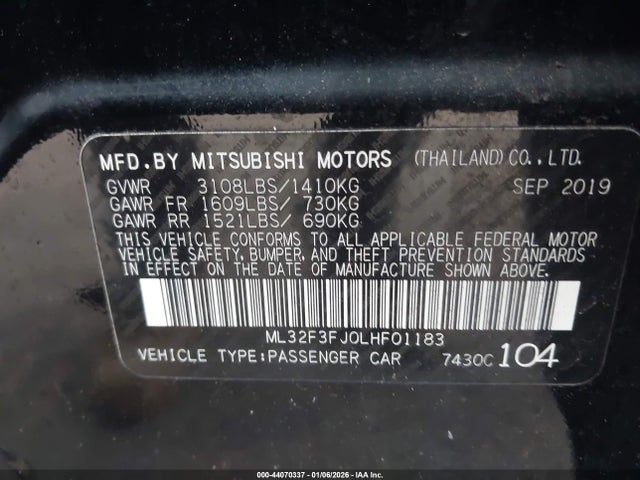 MFD.BY MITSUBISHI MOTORS (THAILAND)CO.,LTD.
GVWR 3108LBS/1410KG SEP 2019
GAWR FR 1609LBS/ 730KG
GAWR RR 1521LBS/ 690KG
THIS VEHICLE CONFORMS TO ALL APPLICABLE FEDERAL MOTOR
VEHICLE SAFETY, BUMPER, AND THEFT PREVENTION STANDARDS
IN EFFECT ON THE DATE OF MANUFACTURE SHOWN ABOVE.
ML32F3FJ0LHF01183
VEHICLE TYPE:PASSENGER CAR 7430C 104
000-44070337 - 01/06/2026 - IAA Inc.